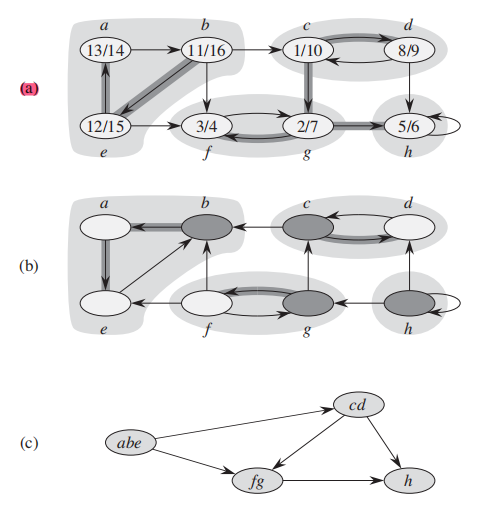 a b c d
13/14 11/16 1/10 8/9
(a)
12/15 3/4 2/7 5/6
e f g h
a b c d
(b)
e f g h
cd
(c) abe
fg h